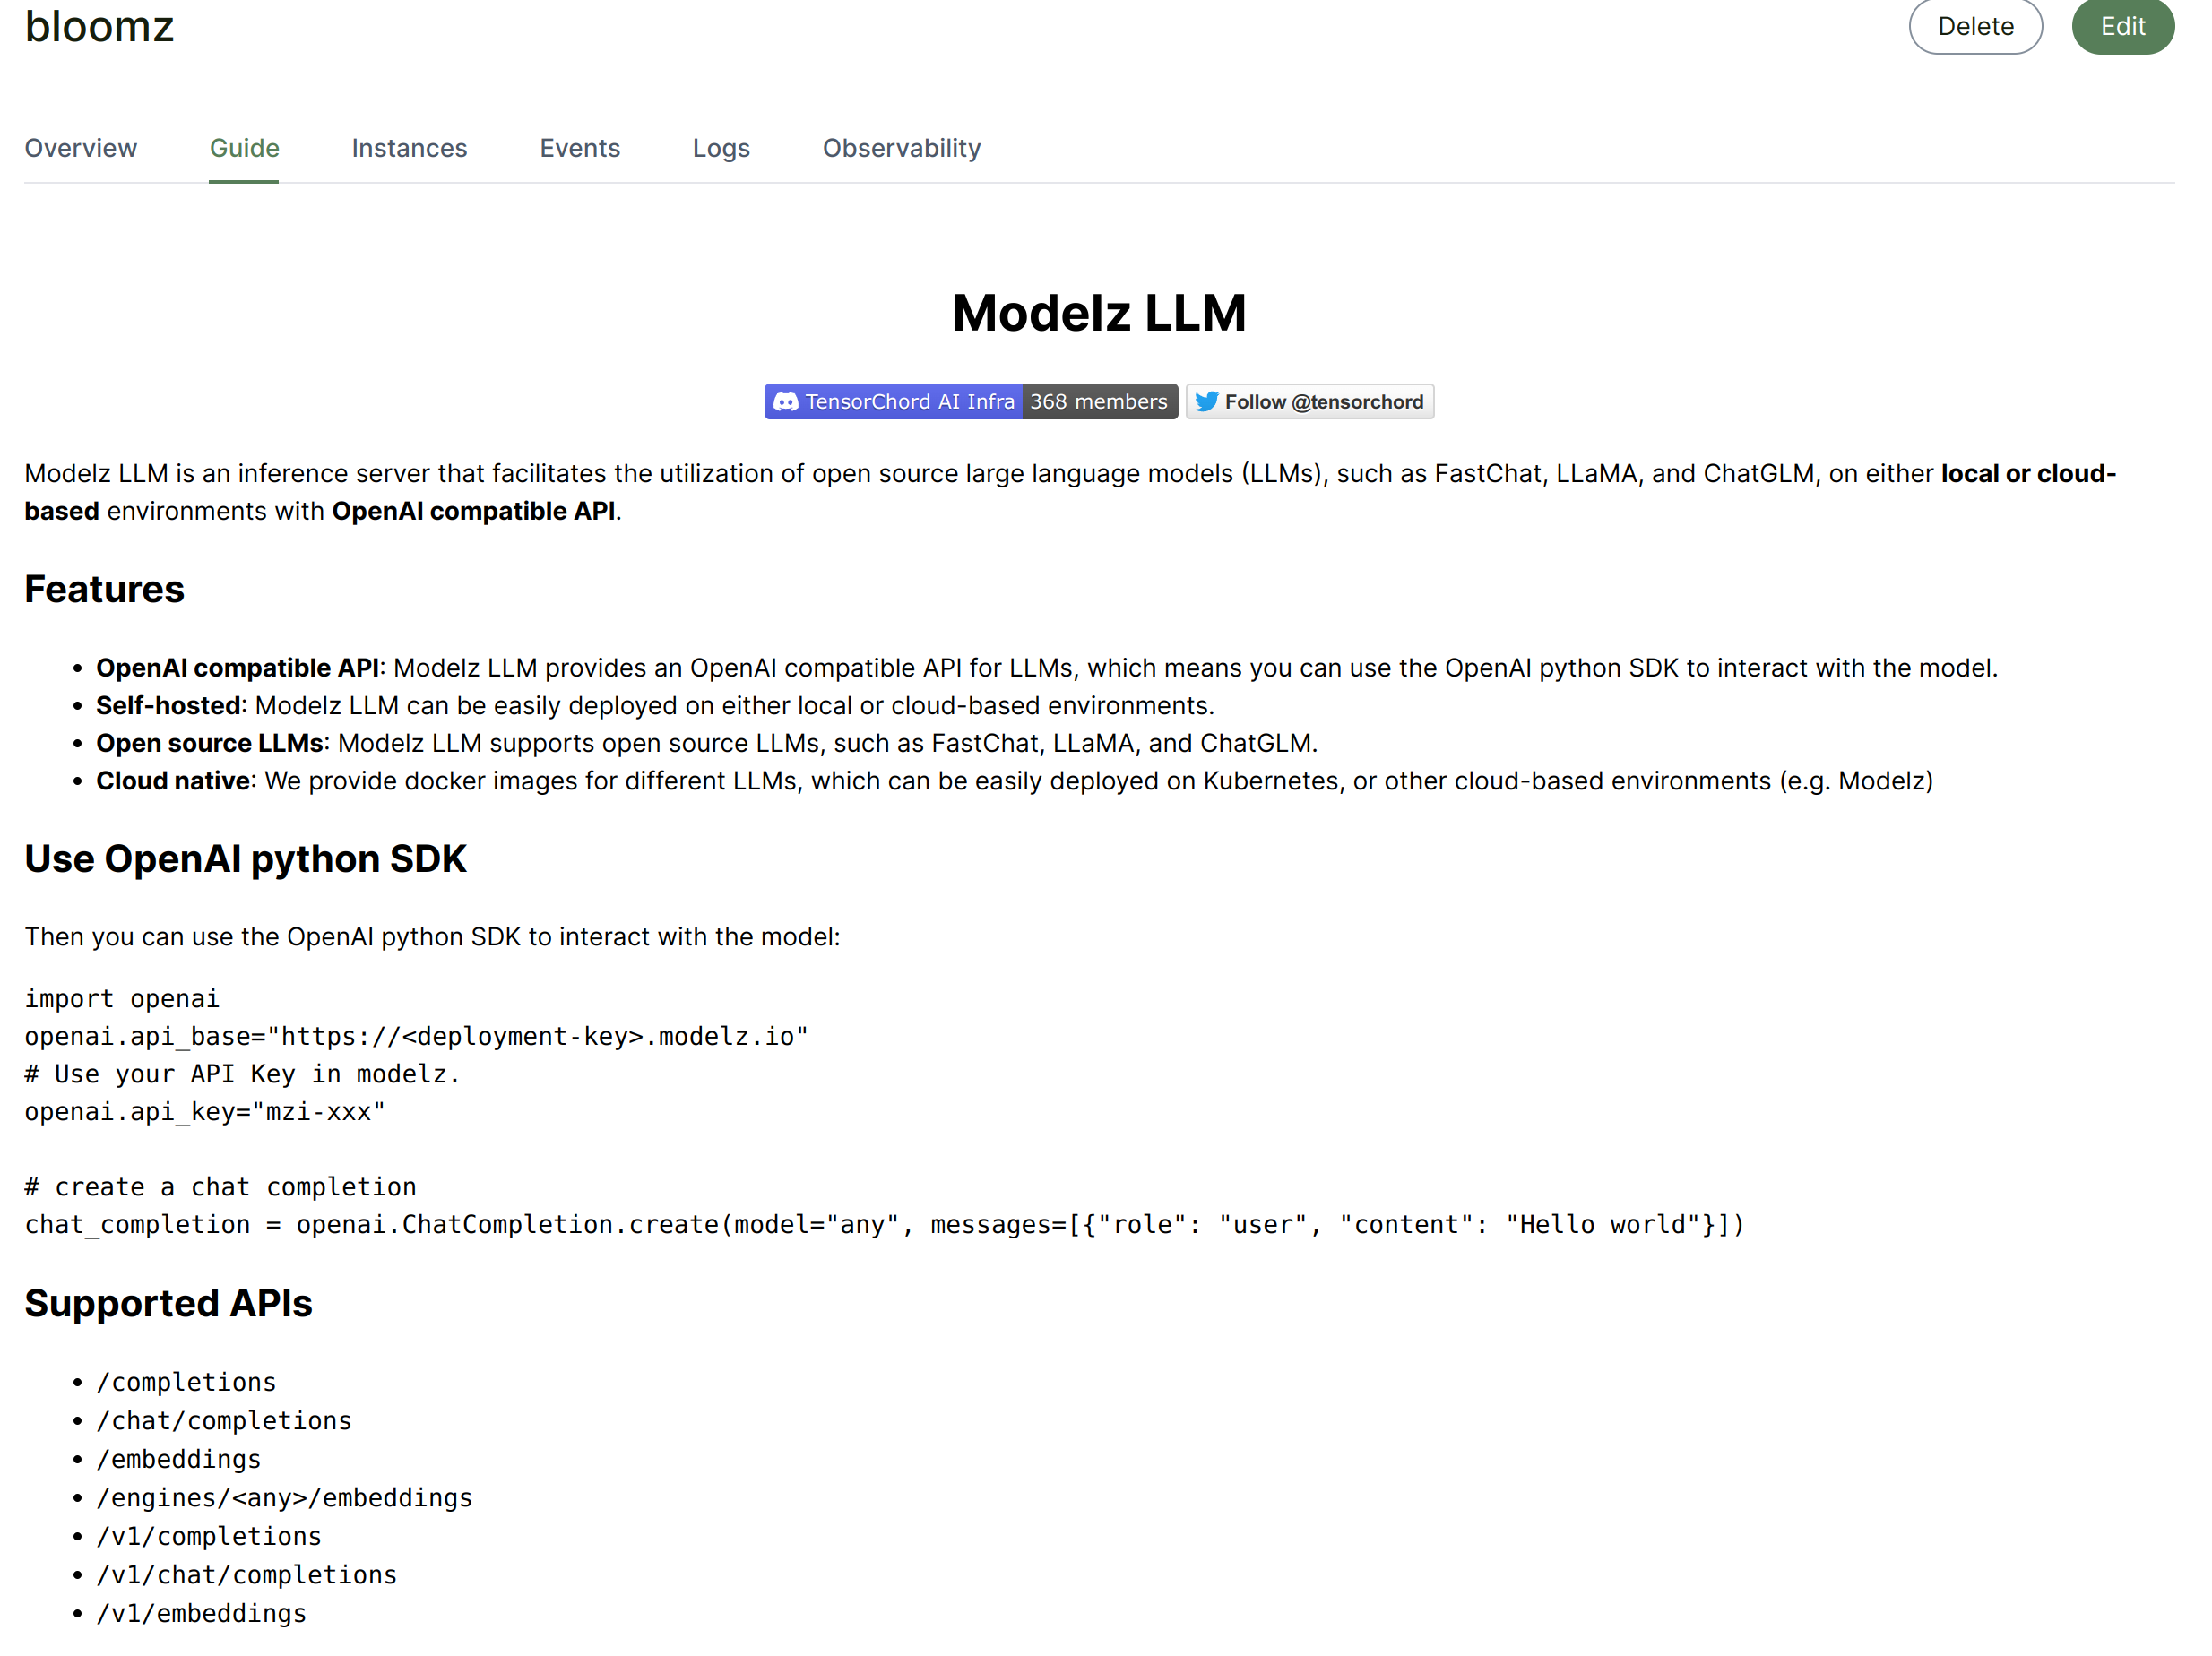 bloomz
Delete
Edit
Overview
Guide
Instances
Events
Logs
Observability
Modelz LLM
TensorChord AI Infra 368 members
Follow @tensorchord
Modelz LLM is an inference server that facilitates the utilization of open source large language models (LLMs), such as FastChat, LLaMA, and ChatGLM, on either local or cloud-
based environments with OpenAI compatible API.
Features
• OpenAI compatible API: Modelz LLM provides an OpenAI compatible API for LLMs, which means you can use the OpenAI python SDK to interact with the model.
• Self-hosted: Modelz LLM can be easily deployed on either local or cloud-based environments.
• Open source LLMs: Modelz LLM supports open source LLMs, such as FastChat, LLaMA, and ChatGLM.
• Cloud native: We provide docker images for different LLMs, which can be easily deployed on Kubernetes, or other cloud-based environments (e.g. Modelz)
Use OpenAI python SDK
Then you can use the OpenAI python SDK to interact with the model:
import openai
openai.api_base="https://<deployment-key>.modelz.io"
# Use your API Key in modelz.
openai.api_key="mzi-xxx"
# create a chat completion
chat_completion = openai.ChatCompletion.create(model="any", messages=[{"role": "user", "content": "Hello world"}])
Supported APIs
• /completions
• /chat/completions
• /embeddings
• /engines/<any>/embeddings
• /v1/completions
• /v1/chat/completions
• /v1/embeddings